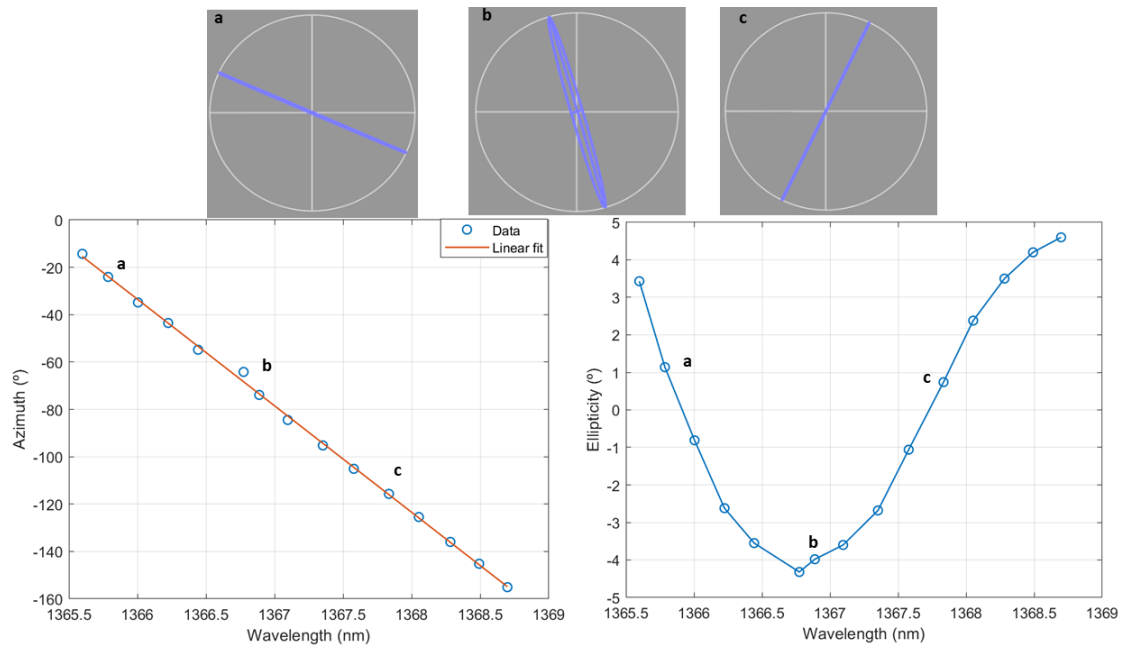 a
b
c
0
-20
-40
-60
-80
-100
-120
-140
-160
Azimuth (º)
1365.5
1366
1366.5
1367
1367.5
1368
1368.5
1369
Wavelength (nm)
Data
Linear fit
a
b
c
5
4
3
2
1
0
-1
-2
-3
-4
-5
Ellipticity (º)
1365.5
1366
1366.5
1367
1367.5
1368
1368.5
1369
Wavelength (nm)
a
b
c